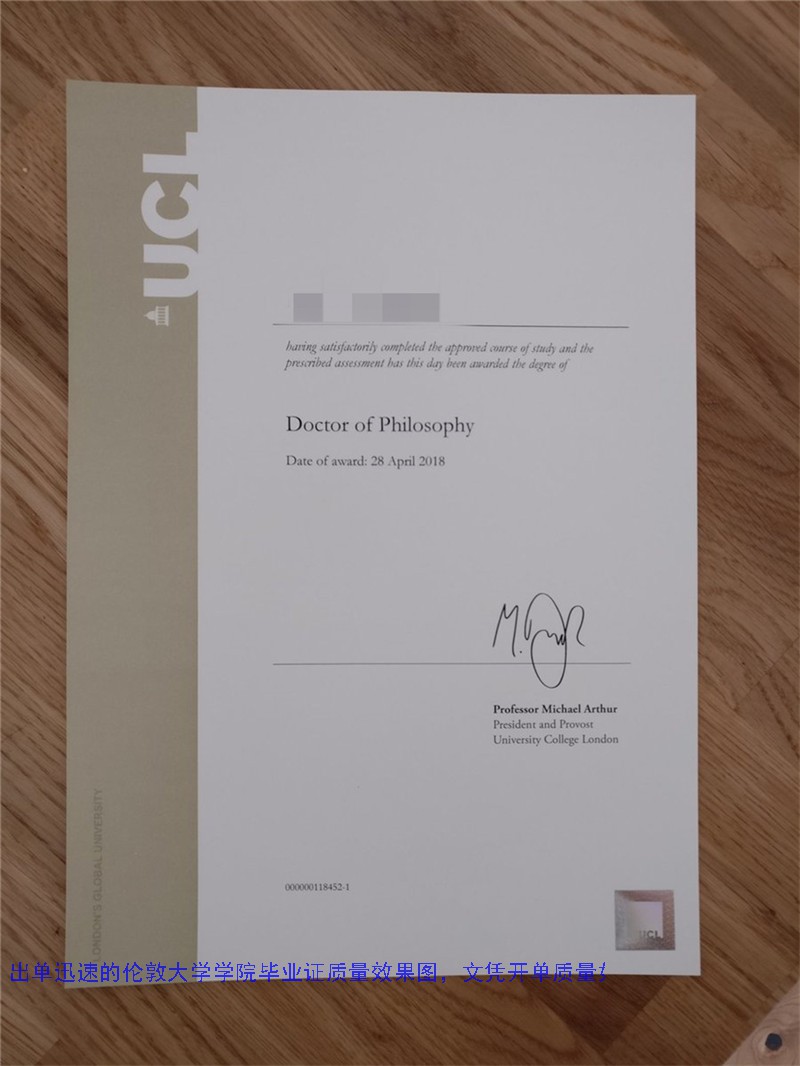 UCL
having satisfactorily completed the approved course of study and the
prescribed assessment has this day been awarded the degree of
Doctor of Philosophy
Date of award: 28 April 2018
Professor Michael Arthur
President and Provost
University College London
LONDON'S GLOBAL UNIVERSITY
000000118452-1
UCL
出单迅速的伦敦大学学院毕业证质量效果图，文凭开单质量